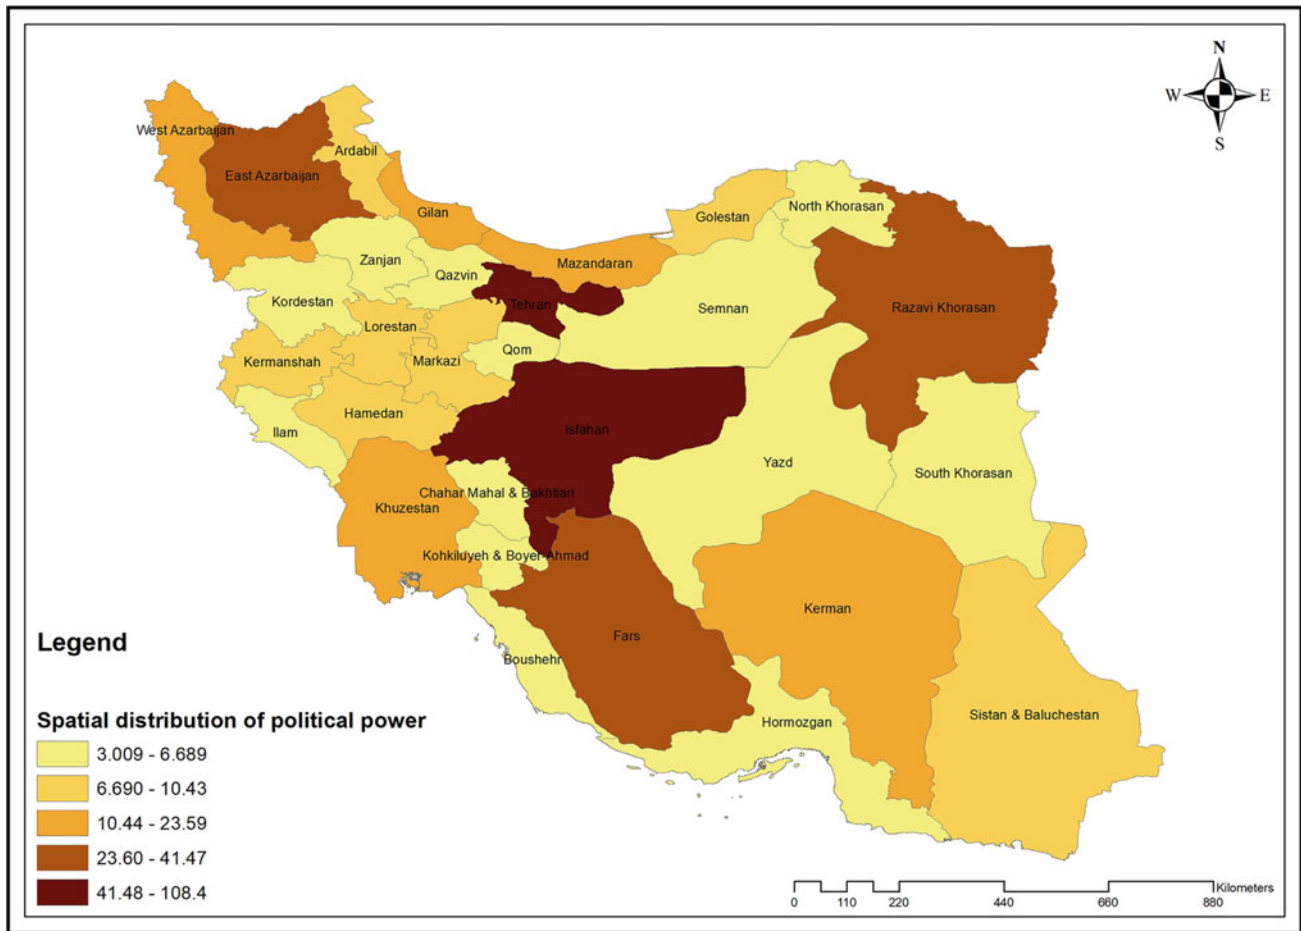 N
W E
S
West Azarbaijan
Ardabil
East Azarbaijan
North Khorasan
Gilan
Golestan
Zanjan
Mazandaran
Qazvin
Kordestan
Tehran
Semnan
Razavi Khorasan
Lorestan
Qom
Kermanshah
Markazi
Hamedan
Isfahan
Ilam
Yazd
South Khorasan
Chahar Mahal & Bakhtiari
Khuzestan
Kohkiluyeh & Boyer-Ahmad
Kerman
Fars
Boushehr
Sistan & Baluchestan
Hormozgan
Legend
Spatial distribution of political power
3.009 - 6.689
6.690 - 10.43
10.44 - 23.59
23.60 - 41.47
41.48 - 108.4
Kilometers
0 110 220 440 660 880